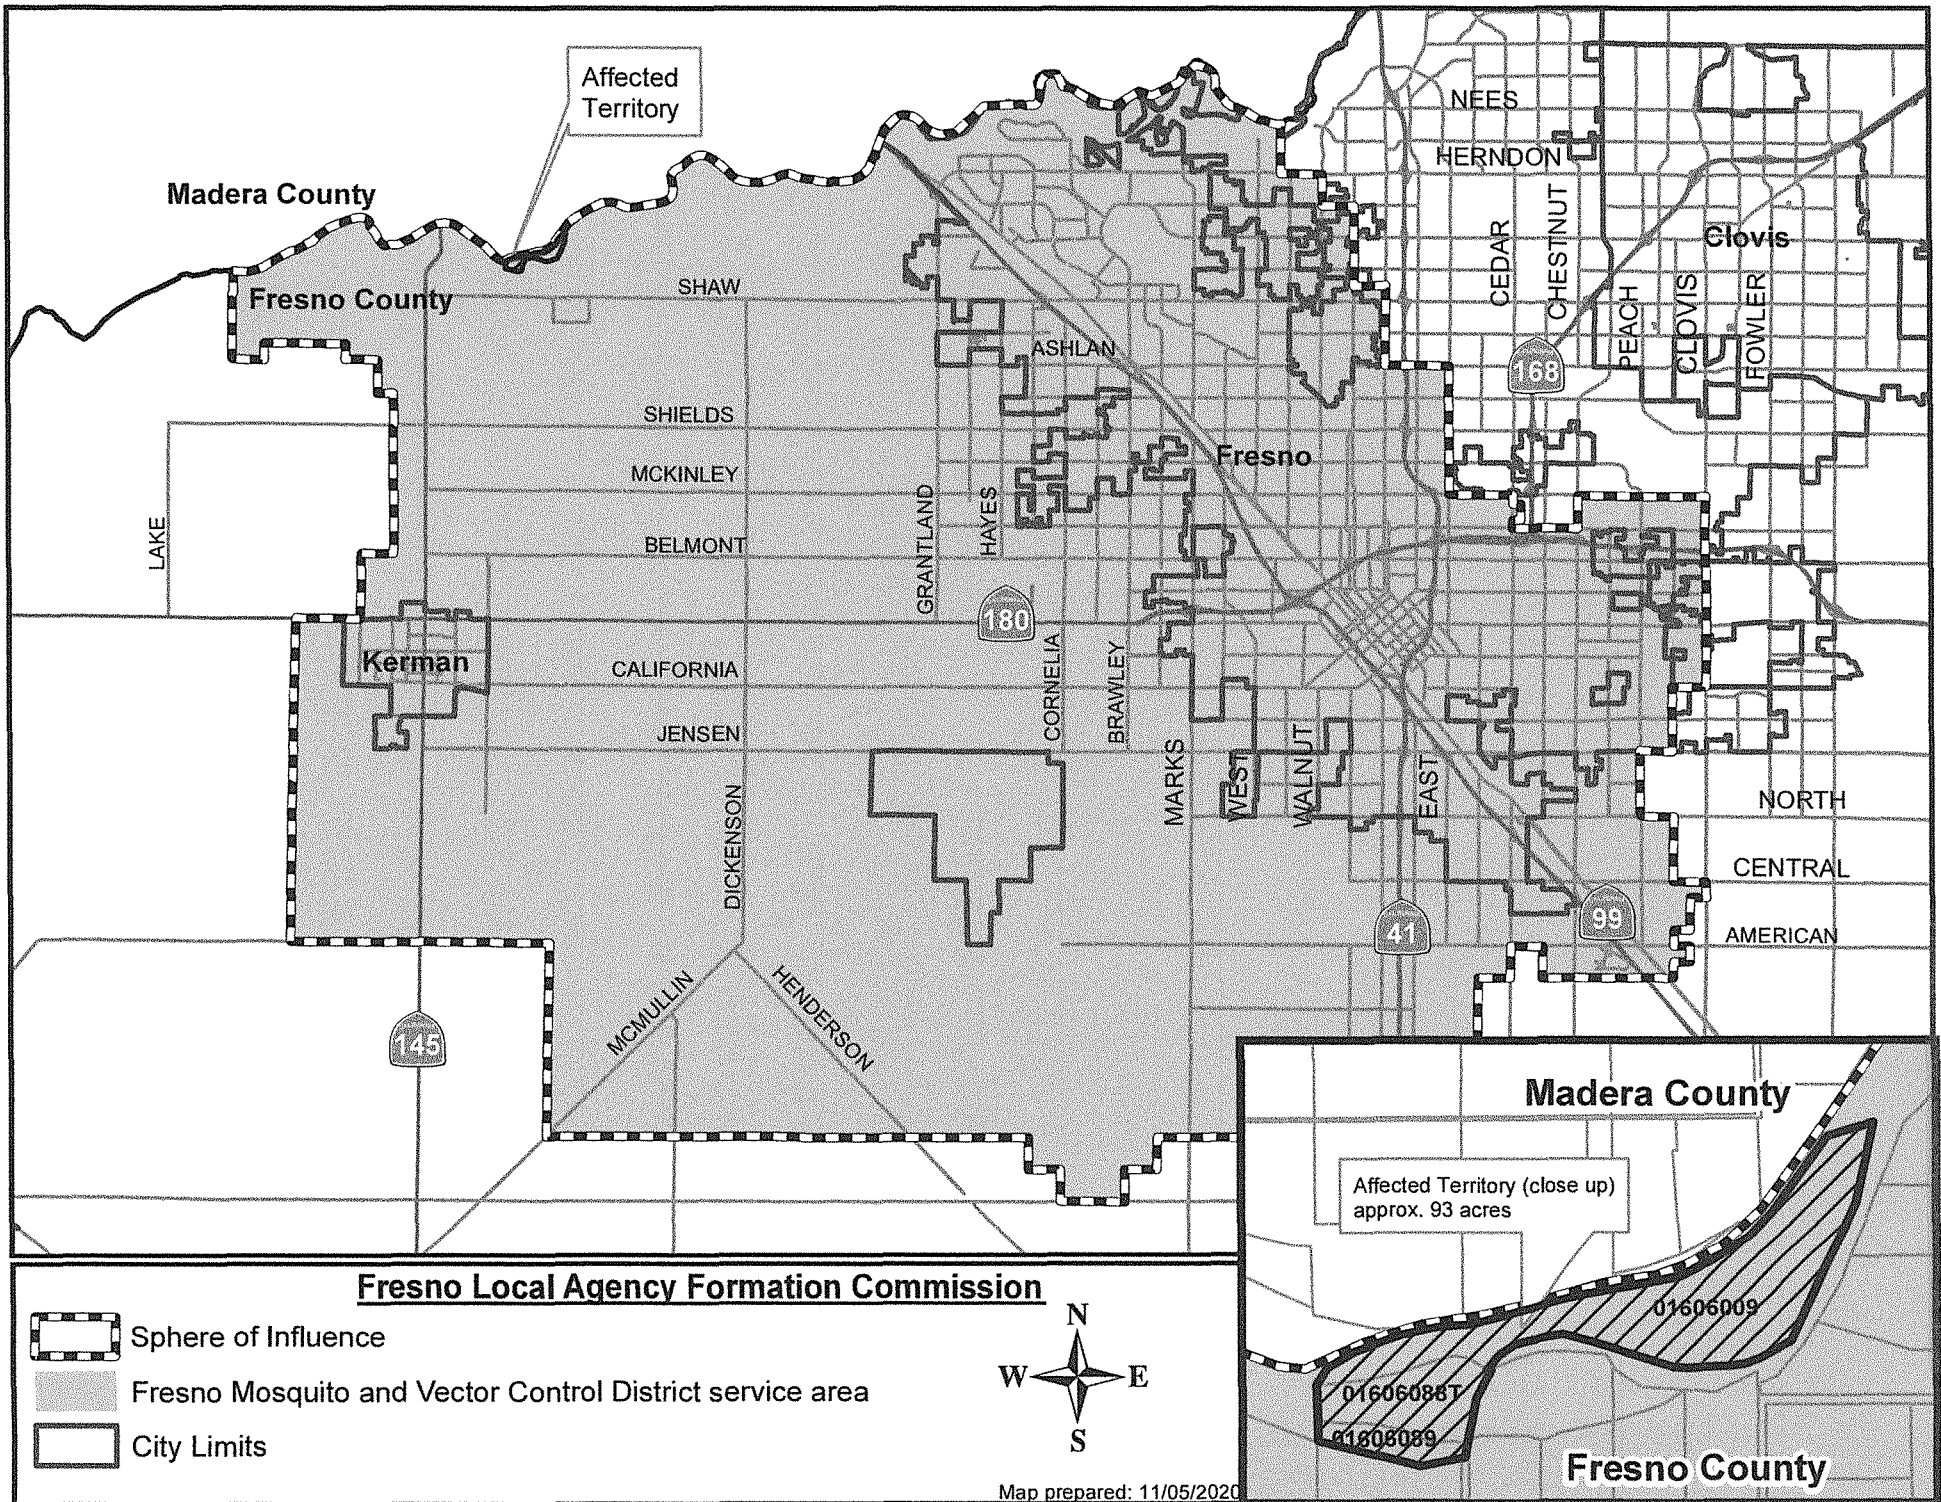 Affected
Territory
NEES
HERNDON
Madera County
CEDAR
CHESTNUT
Clovis
SHAW
Fresno County
PEACH
CLOVIS
FOWLER
ASHLAN
168
SHIELDS
Fresno
MCKINLEY
LAKE
GRANTLAND
HAYES
BELMONT
180
Kerman
CALIFORNIA
CORNELIA
BRAWLEY
JENSEN
MARKS
WEST
WALNUT
EAST
DICKENSON
NORTH
CENTRAL
99
41
AMERICAN
MCMULLIN
HENDERSON
145
Madera County
Affected Territory (close up)
approx. 93 acres
01606009
01606088T
01606089
Fresno County
Fresno Local Agency Formation Commission
Sphere of Influence
Fresno Mosquito and Vector Control District service area
City Limits
N
W
E
S
Map prepared: 11/05/2020